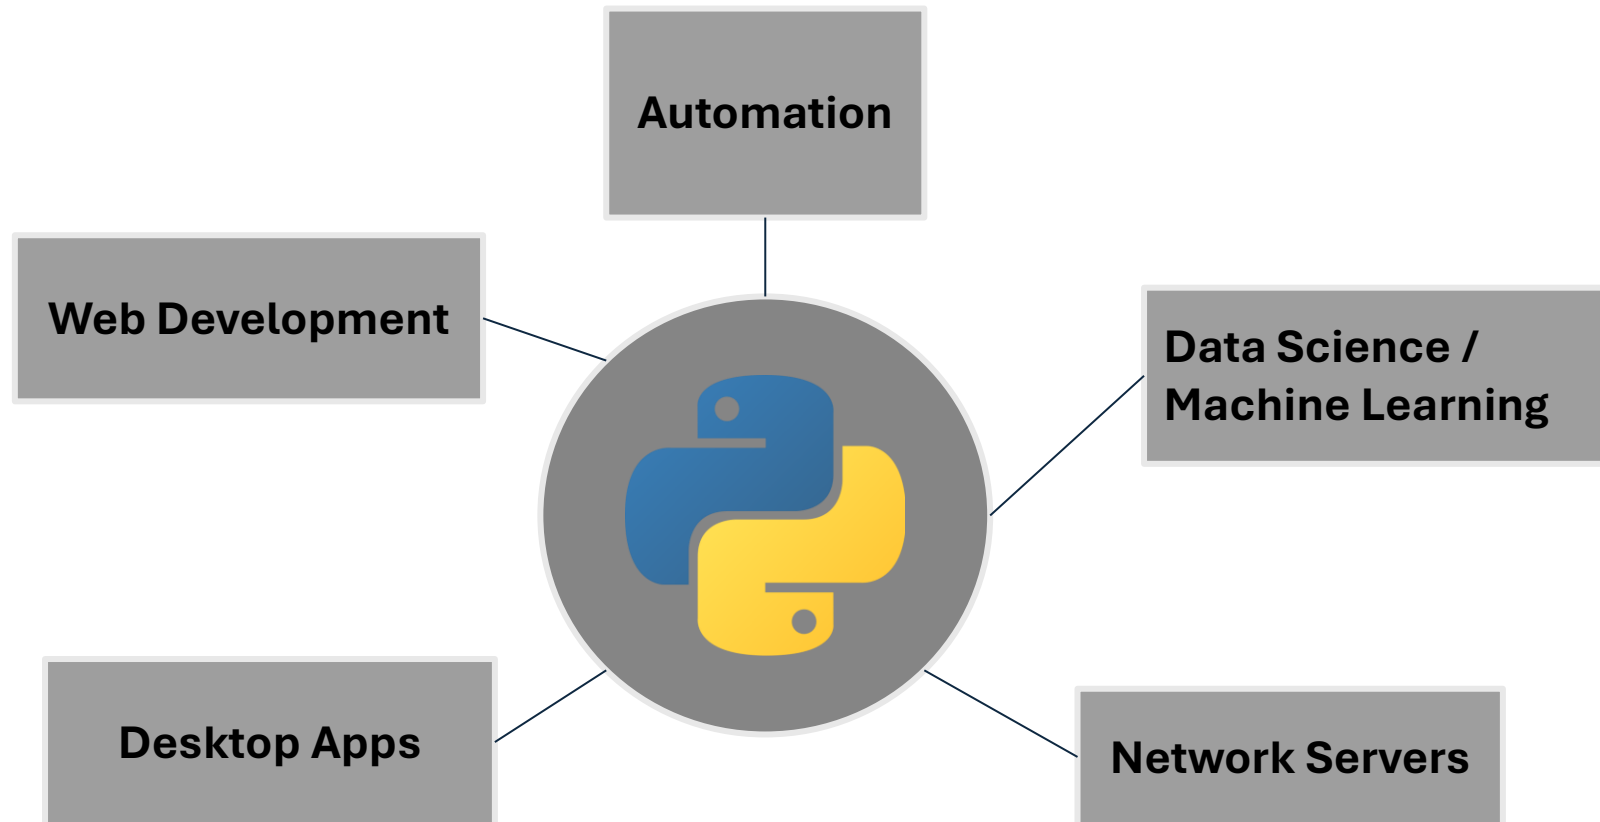 Automation
Web Development
Data Science /
Machine Learning
Desktop Apps
Network Servers